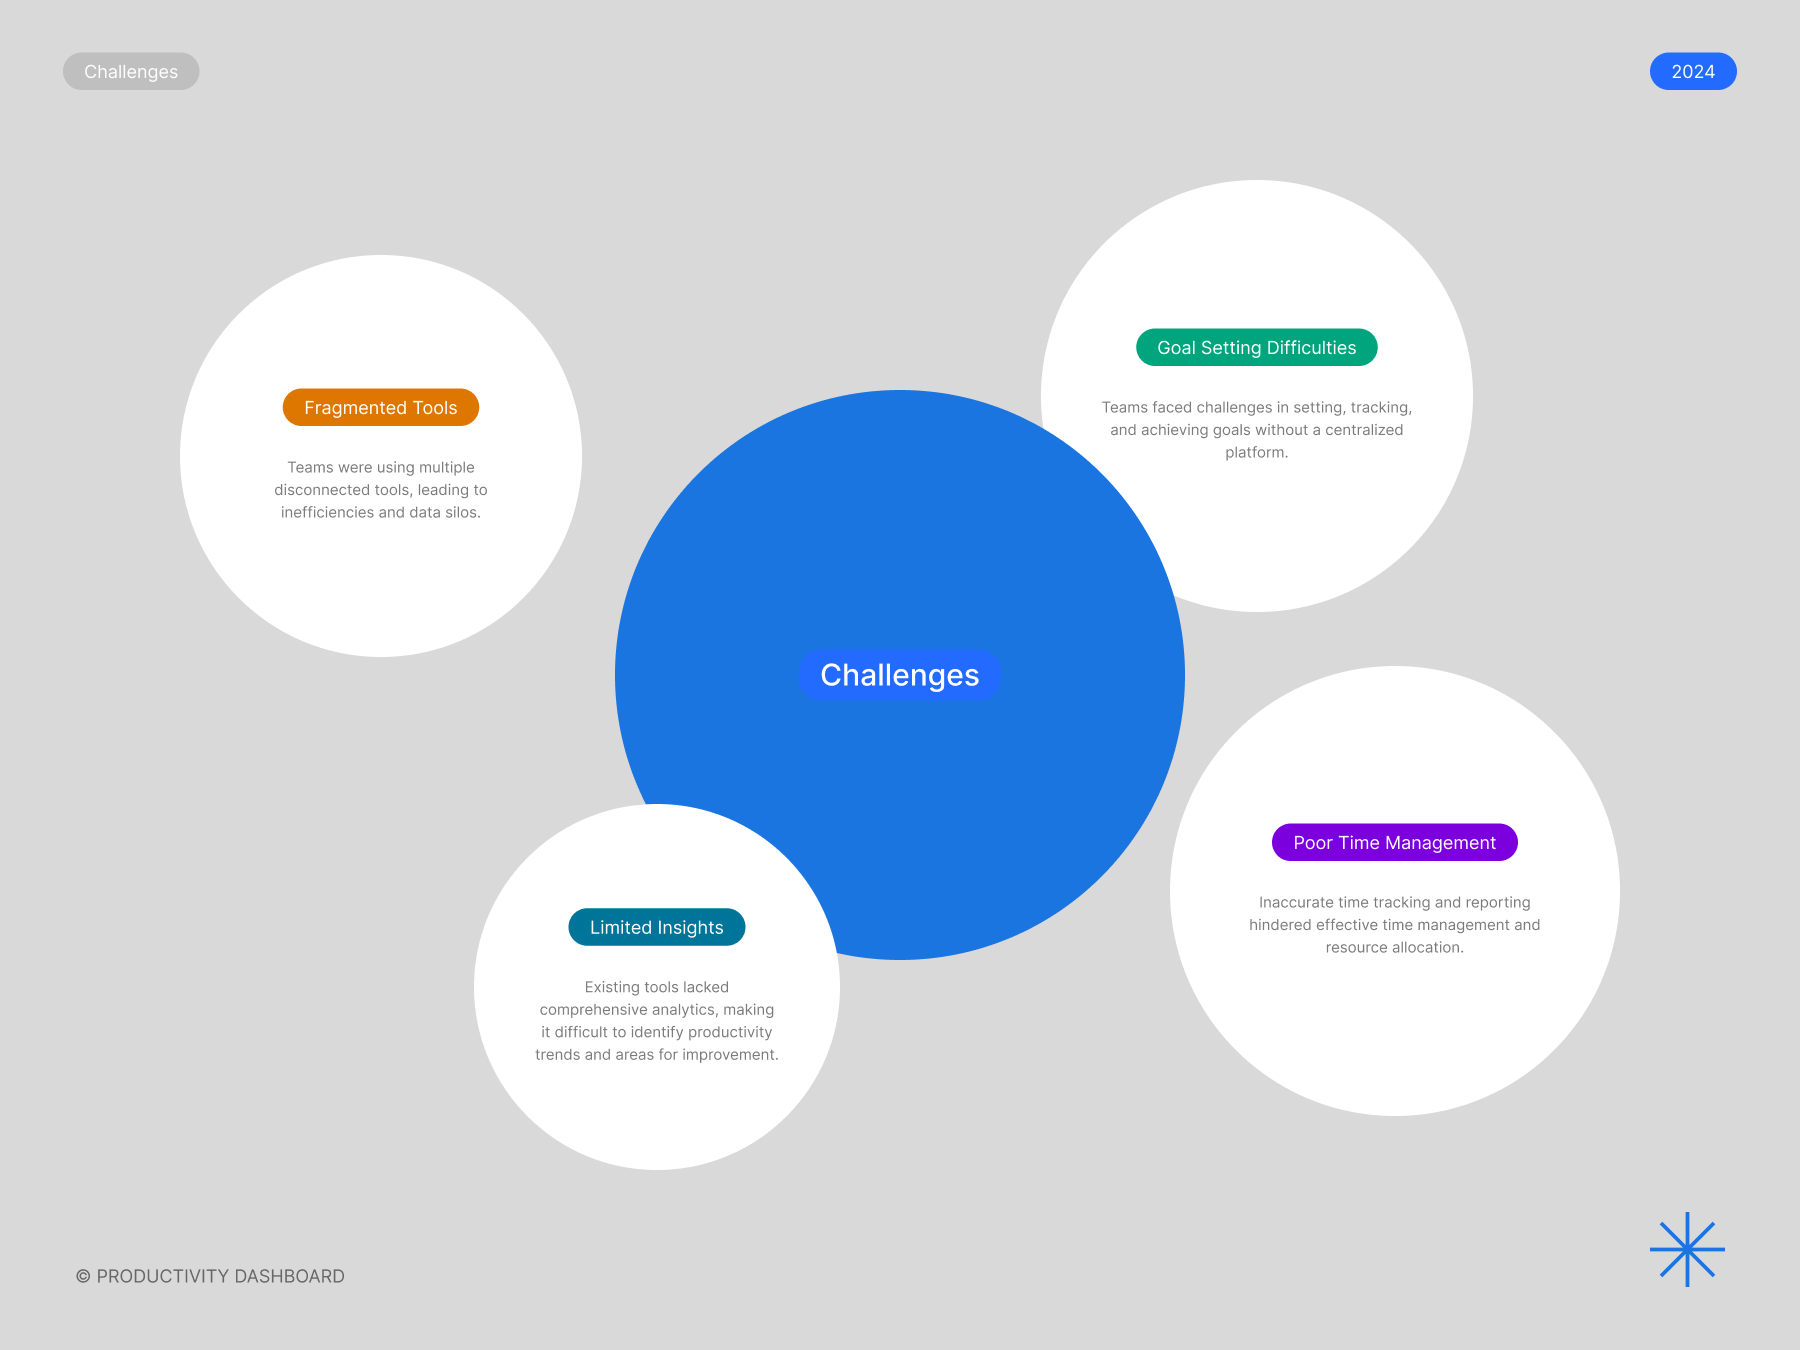 Challenges
2024
Fragmented Tools
Teams were using multiple
disconnected tools, leading to
inefficiencies and data silos.
Goal Setting Difficulties
Teams faced challenges in setting, tracking,
and achieving goals without a centralized
platform.
Challenges
Limited Insights
Existing tools lacked
comprehensive analytics, making
it difficult to identify productivity
trends and areas for improvement.
Poor Time Management
Inaccurate time tracking and reporting
hindered effective time management and
resource allocation.
© PRODUCTIVITY DASHBOARD